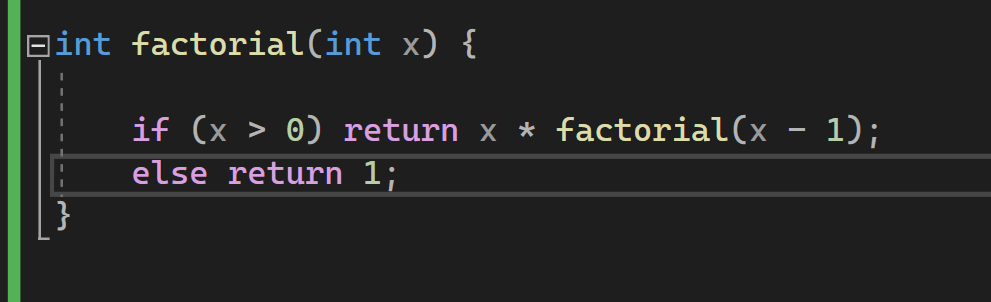 int factorial(int x) {
if (x > 0) return x * factorial(x - 1);
else return 1;
}